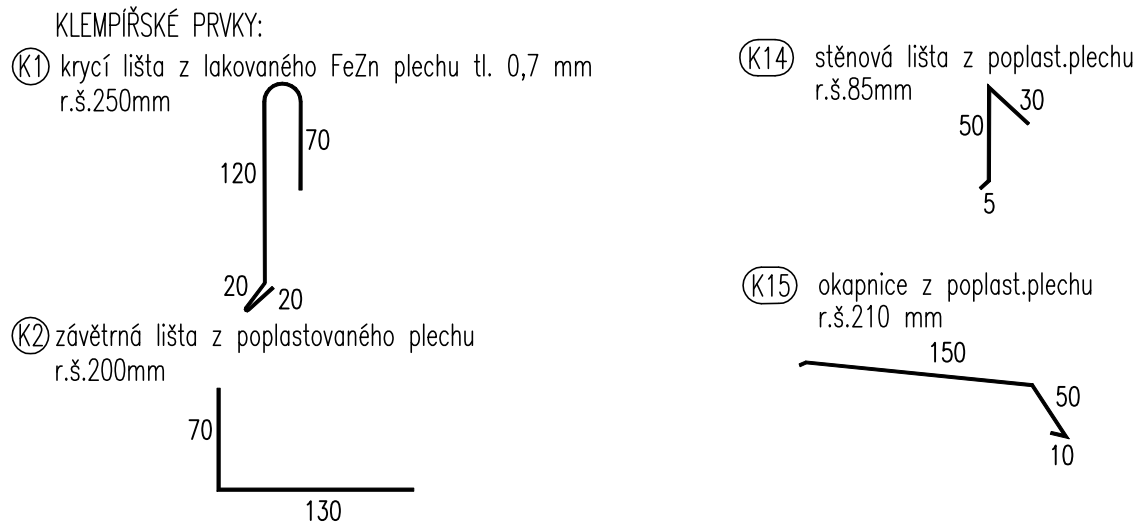 KLEMPÍŘSKÉ PRVKY:
K1 krycí lišta z lakovaného FeZn plechu tl. 0,7 mm
r.š.250mm
70
120
20
20
K2 závětrná lišta z poplastovaného plechu
r.š.200mm
70
130
K14 stěnová lišta z poplast.plechu
r.š.85mm
30
50
5
K15 okapnice z poplast.plechu
r.š.210 mm
150
50
10